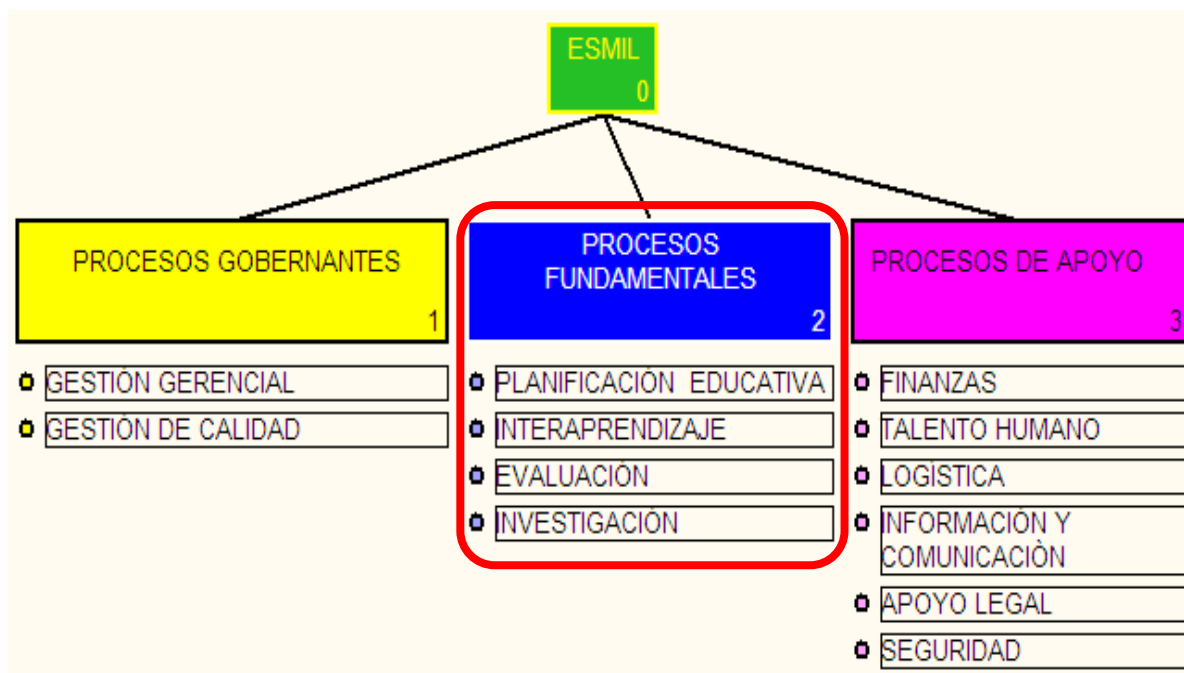 ESMIL
0
PROCESOS GOBERNANTES
1
GESTIÓN GERENCIAL
GESTIÓN DE CALIDAD
PROCESOS
FUNDAMENTALES
2
PLANIFICACIÓN EDUCATIVA
INTERAPRENDIZAJE
EVALUACIÓN
INVESTIGACIÓN
PROCESOS DE APOYO
3
FINANZAS
TALENTO HUMANO
LOGÍSTICA
INFORMACIÓN Y
COMUNICACIÒN
APOYO LEGAL
SEGURIDAD